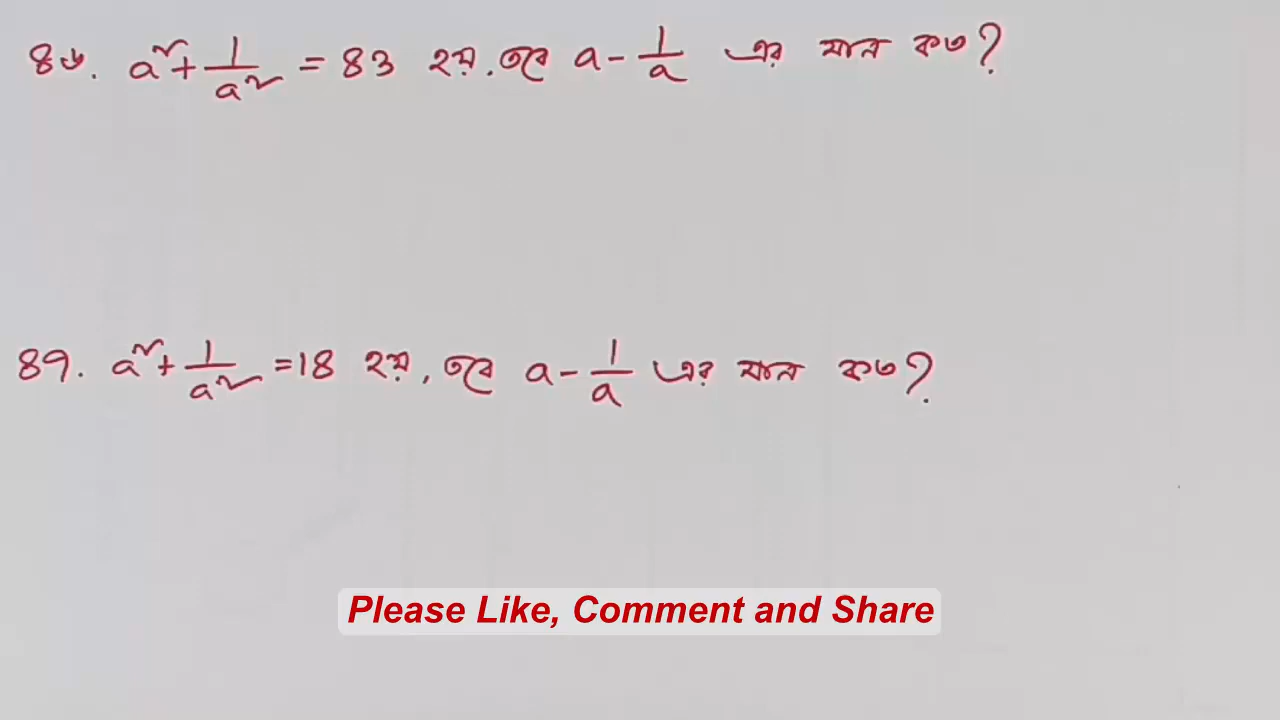 ৪৬. a² + 1/a² = 83 হয়. তবে a - 1/a এর মান কত?
৪৭. a² + 1/a² = 18 হয়, তবে a - 1/a এর মান কত?
Please Like, Comment and Share